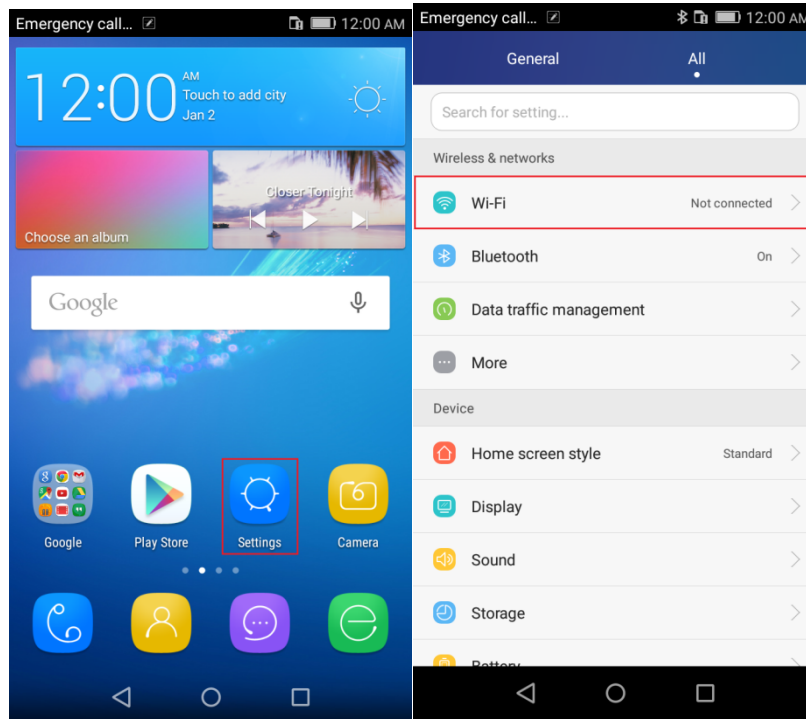 Emergency call...
12:00 AM
12:00
AM
Touch to add city
Jan 2
Choose an album
Closer Tonight
Google
Google
Play Store
Settings
Camera
Emergency call...
12:00 AM
General
All
Search for setting...
Wireless & networks
Wi-Fi
Not connected
Bluetooth
On
Data traffic management
More
Device
Home screen style
Standard
Display
Sound
Storage
Battery